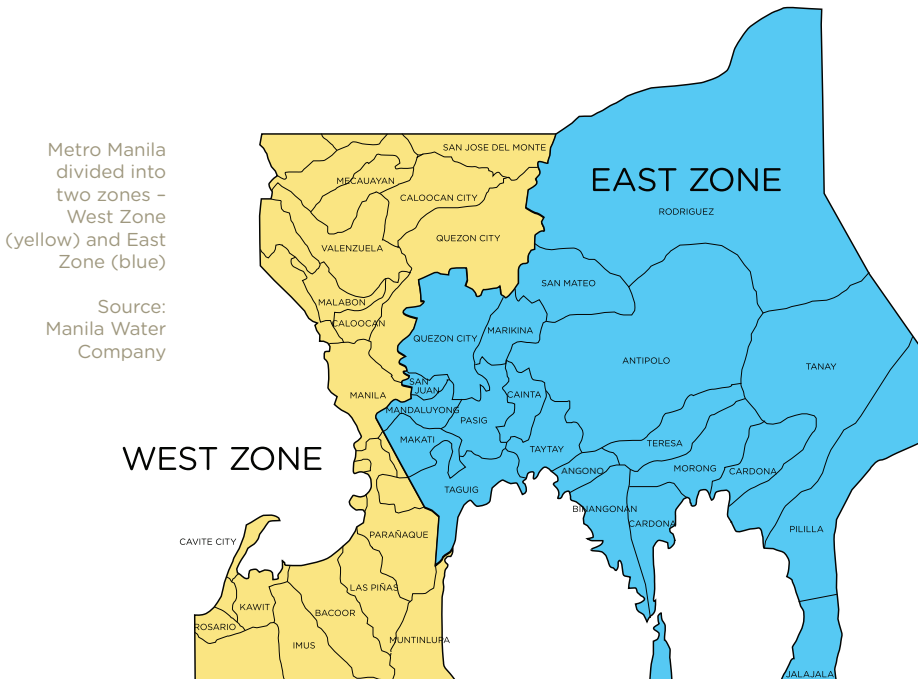 Metro Manila
divided into
two zones –
West Zone
(yellow) and East
Zone (blue)
Source:
Manila Water
Company
EAST ZONE
WEST ZONE
SAN JOSE DEL MONTE
MECAUAYAN
CALOOCAN CITY
RODRIGUEZ
QUEZON CITY
VALENZUELA
SAN MATEO
MALABON
CALOOCAN
MARIKINA
QUEZON CITY
ANTIPOLO
TANAY
SAN
JUAN
MANILA
CAINTA
MANDALUYONG
PASIG
MAKATI
TAYTAY
TERESA
ANGONO
MORONG
CARDONA
TAGUIG
BINANGONAN
CARDONA
PILILLA
PARAÑAQUE
CAVITE CITY
LAS PIÑAS
KAWIT
BACOOR
ROSARIO
IMUS
MUNTINLUPA
JALAJALA